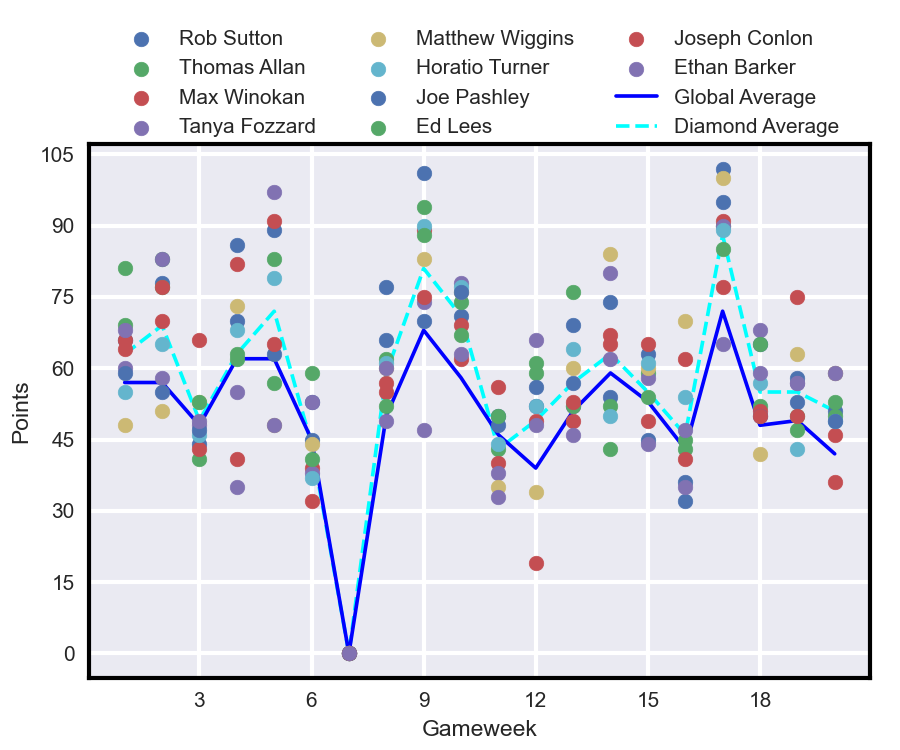 Rob Sutton
Thomas Allan
Max Winokan
Tanya Fozzard
Matthew Wiggins
Horatio Turner
Joe Pashley
Ed Lees
Joseph Conlon
Ethan Barker
Global Average
Diamond Average
105
90
75
60
45
30
15
0
Points
3 6 9 12 15 18
Gameweek